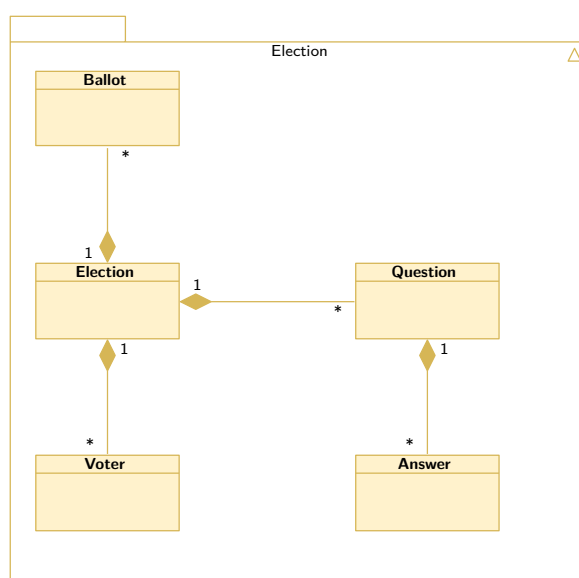 Election
Ballot
*
1
Election
1
*
Question
1
1
*
*
Voter
Answer